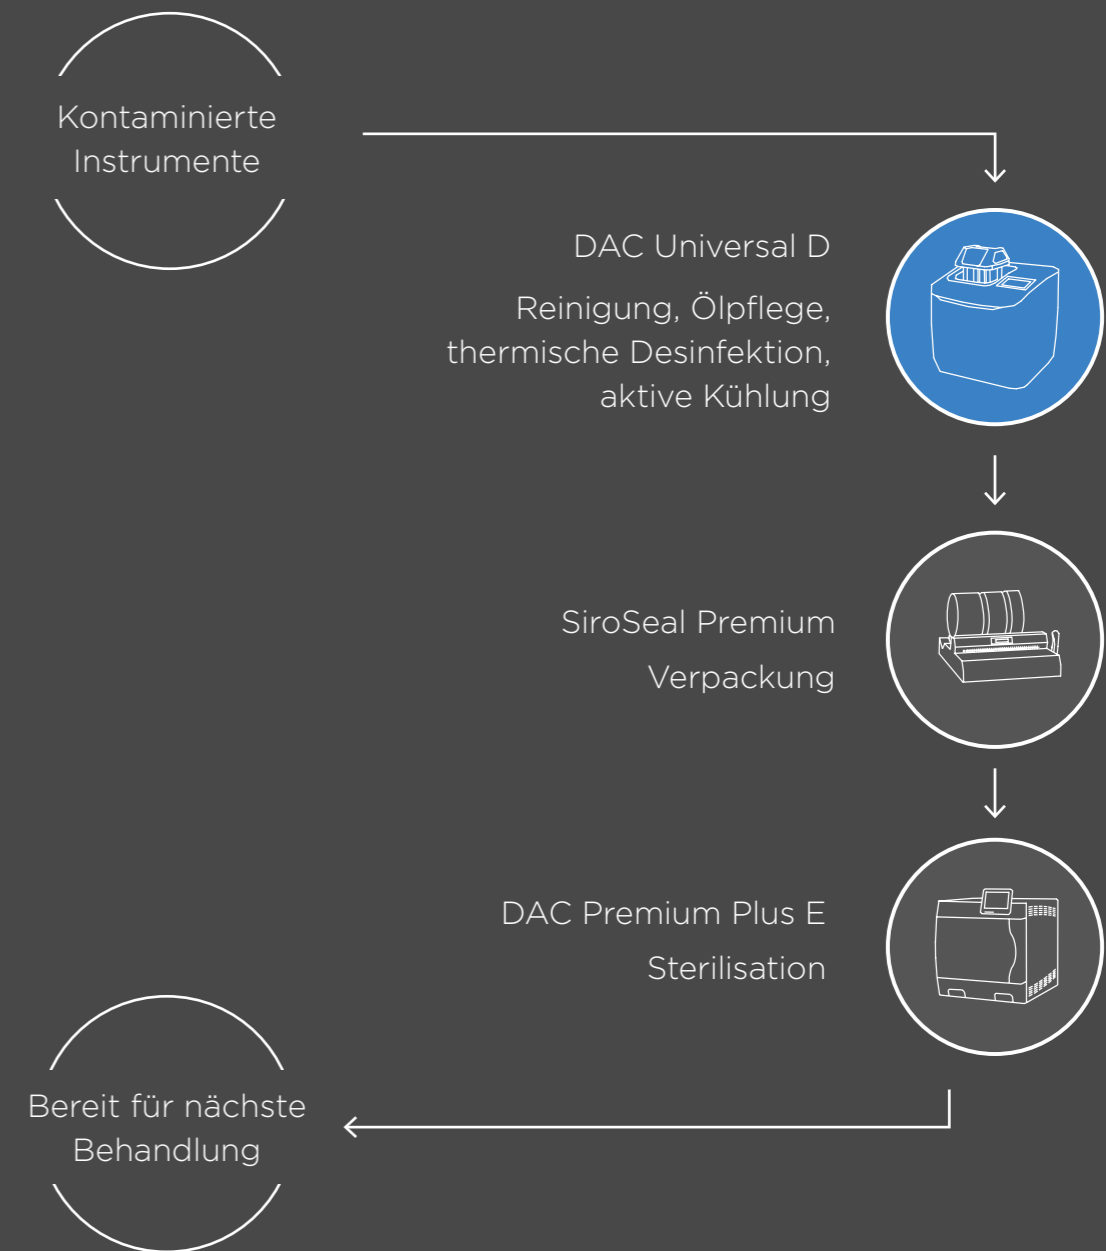 Kontaminierte
Instrumente
DAC Universal D
Reinigung, Ölpflege,
thermische Desinfektion,
aktive Kühlung
SiroSeal Premium
Verpackung
DAC Premium Plus E
Sterilisation
Bereit für nächste
Behandlung